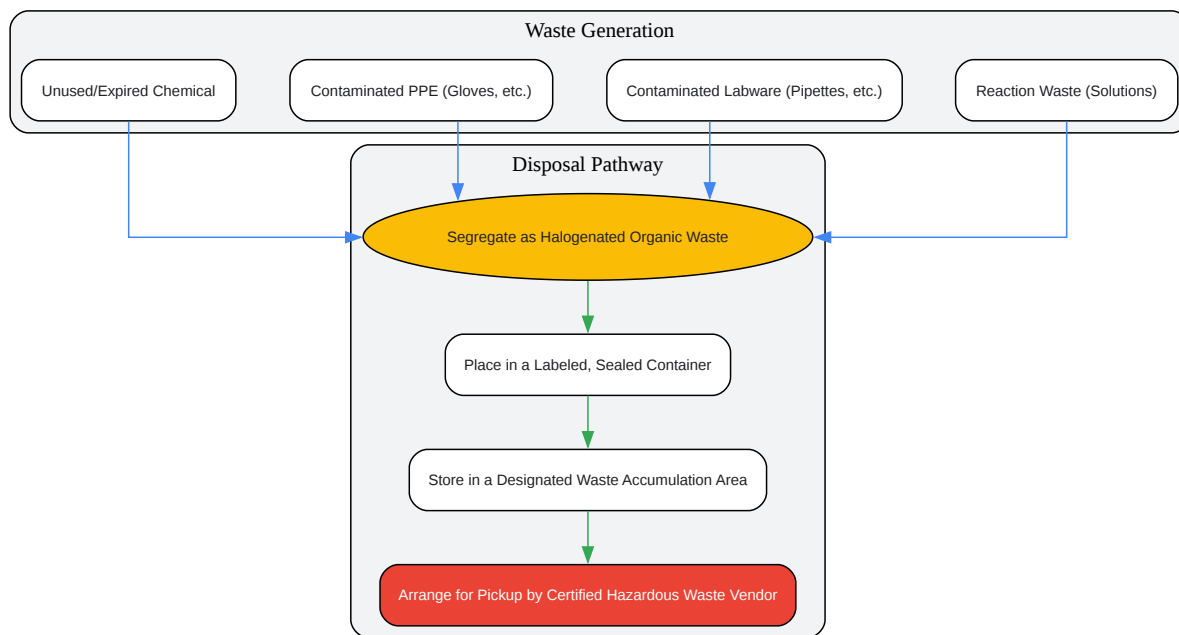 Waste Generation
Unused/Expired Chemical
Contaminated PPE (Gloves, etc.)
Contaminated Labware (Pipettes, etc.)
Reaction Waste (Solutions)
Disposal Pathway
Segregate as Halogenated Organic Waste
Place in a Labeled, Sealed Container
Store in a Designated Waste Accumulation Area
Arrange for Pickup by Certified Hazardous Waste Vendor